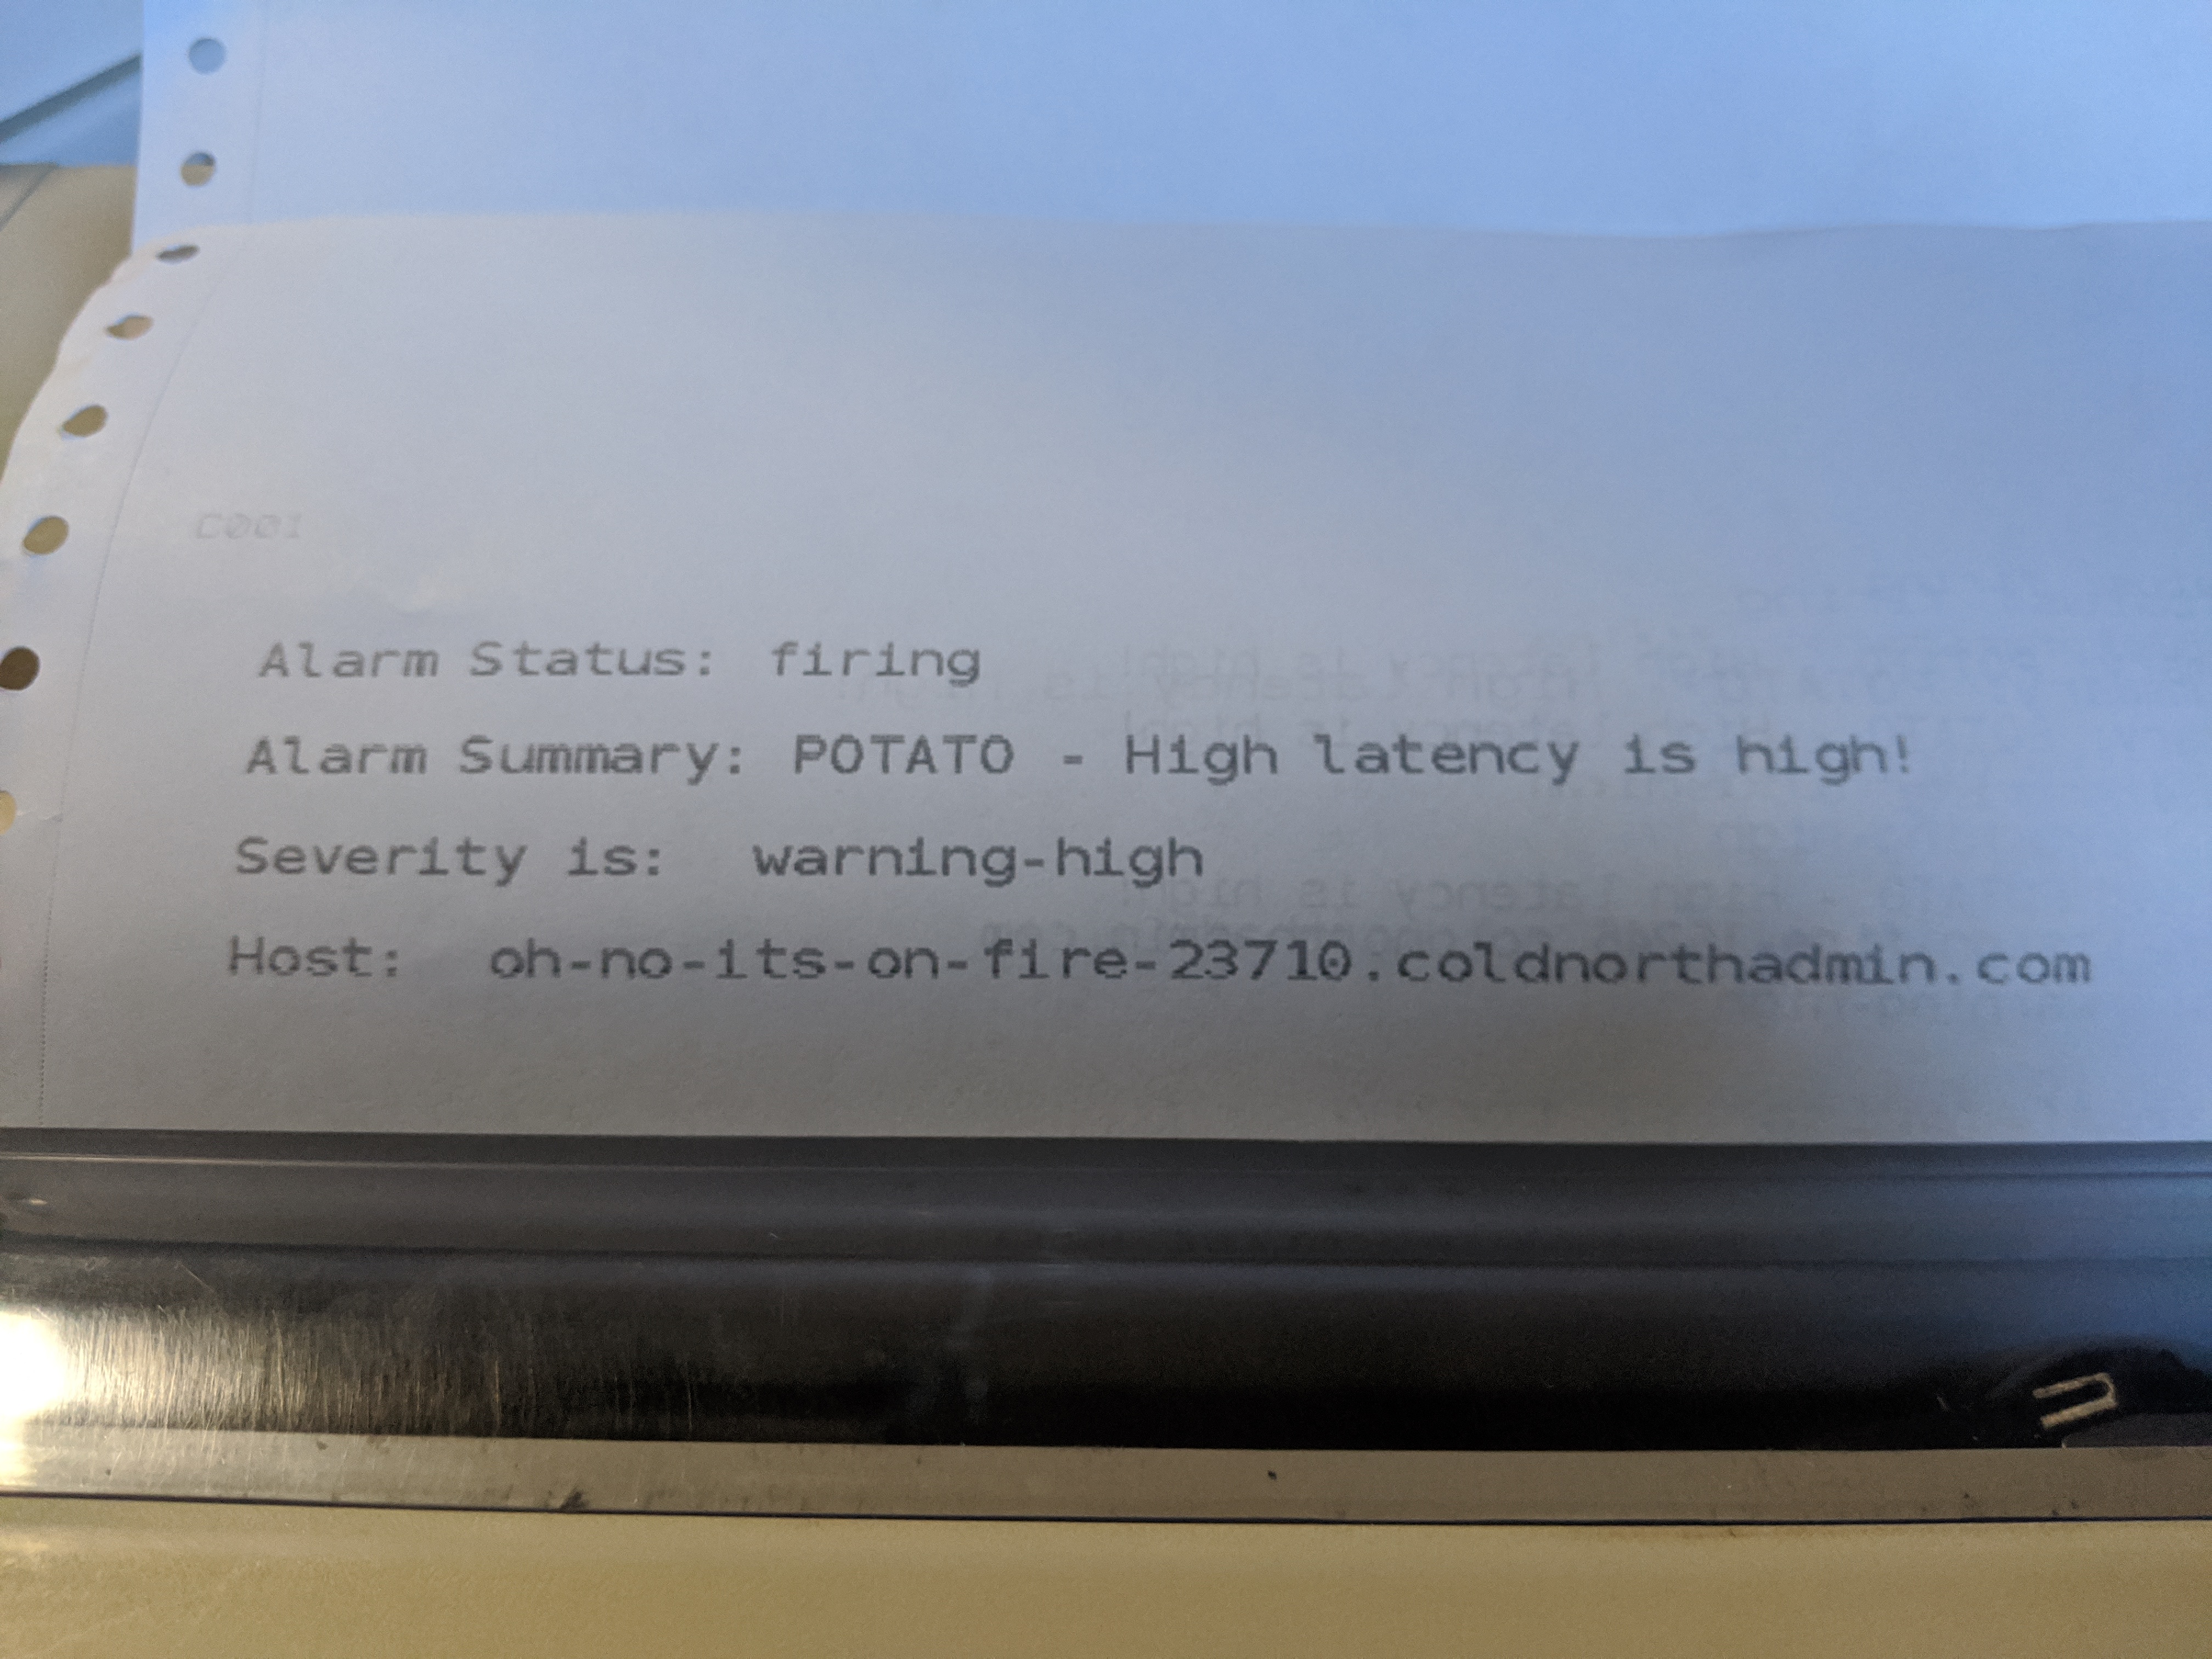 C001
Alarm Status: firing
Alarm Summary: POTATO - High latency is high!
Severity is:  warning-high
Host:  oh-no-its-on-fire-23710.coldnorthadmin.com